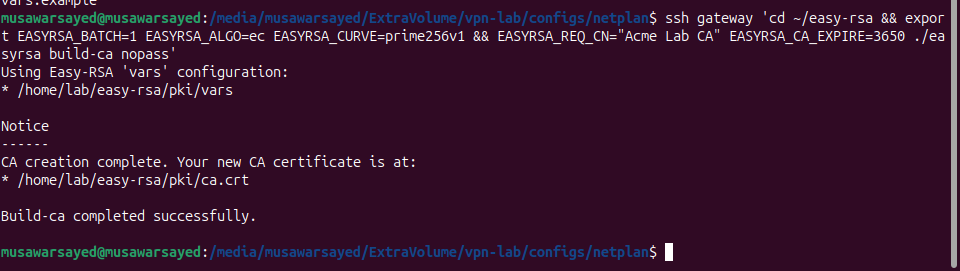 vars.example
musawarsayed@musawarsayed:/media/musawarsayed/ExtraVolume/vpn-lab/configs/netplan$ ssh gateway 'cd ~/easy-rsa && expor
t EASYRSA_BATCH=1 EASYRSA_ALGO=ec EASYRSA_CURVE=prime256v1 && EASYRSA_REQ_CN="Acme Lab CA" EASYRSA_CA_EXPIRE=3650 ./ea
syrsa build-ca nopass'
Using Easy-RSA 'vars' configuration:
* /home/lab/easy-rsa/pki/vars

Notice
------
CA creation complete. Your new CA certificate is at:
* /home/lab/easy-rsa/pki/ca.crt

Build-ca completed successfully.

musawarsayed@musawarsayed:/media/musawarsayed/ExtraVolume/vpn-lab/configs/netplan$